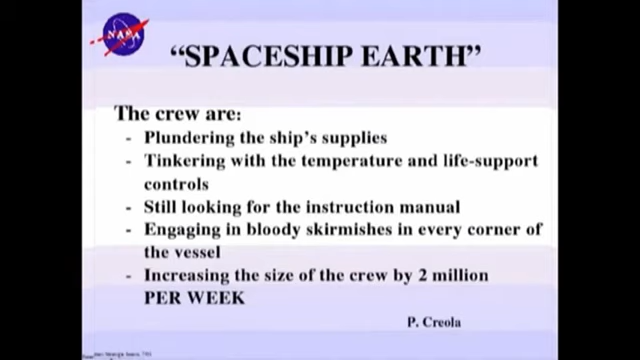 NASA
"SPACESHIP EARTH"
The crew are:
- Plundering the ship's supplies
- Tinkering with the temperature and life-support
controls
- Still looking for the instruction manual
- Engaging in bloody skirmishes in every corner of
the vessel
- Increasing the size of the crew by 2 million
PER WEEK
P. Creola